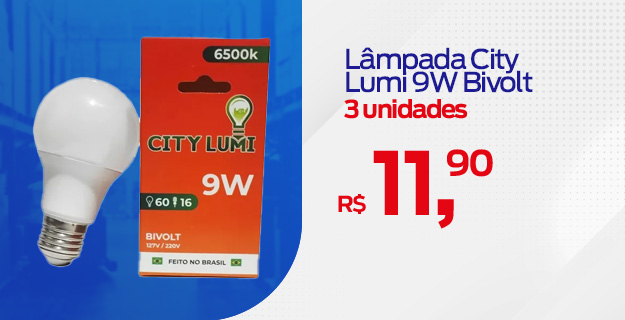 6500k
CITY LUMI
9W
60 16
BIVOLT
127V / 220V
FEITO NO BRASIL
Lâmpada City
Lumi 9W Bivolt
3 unidades
R$ 11,90